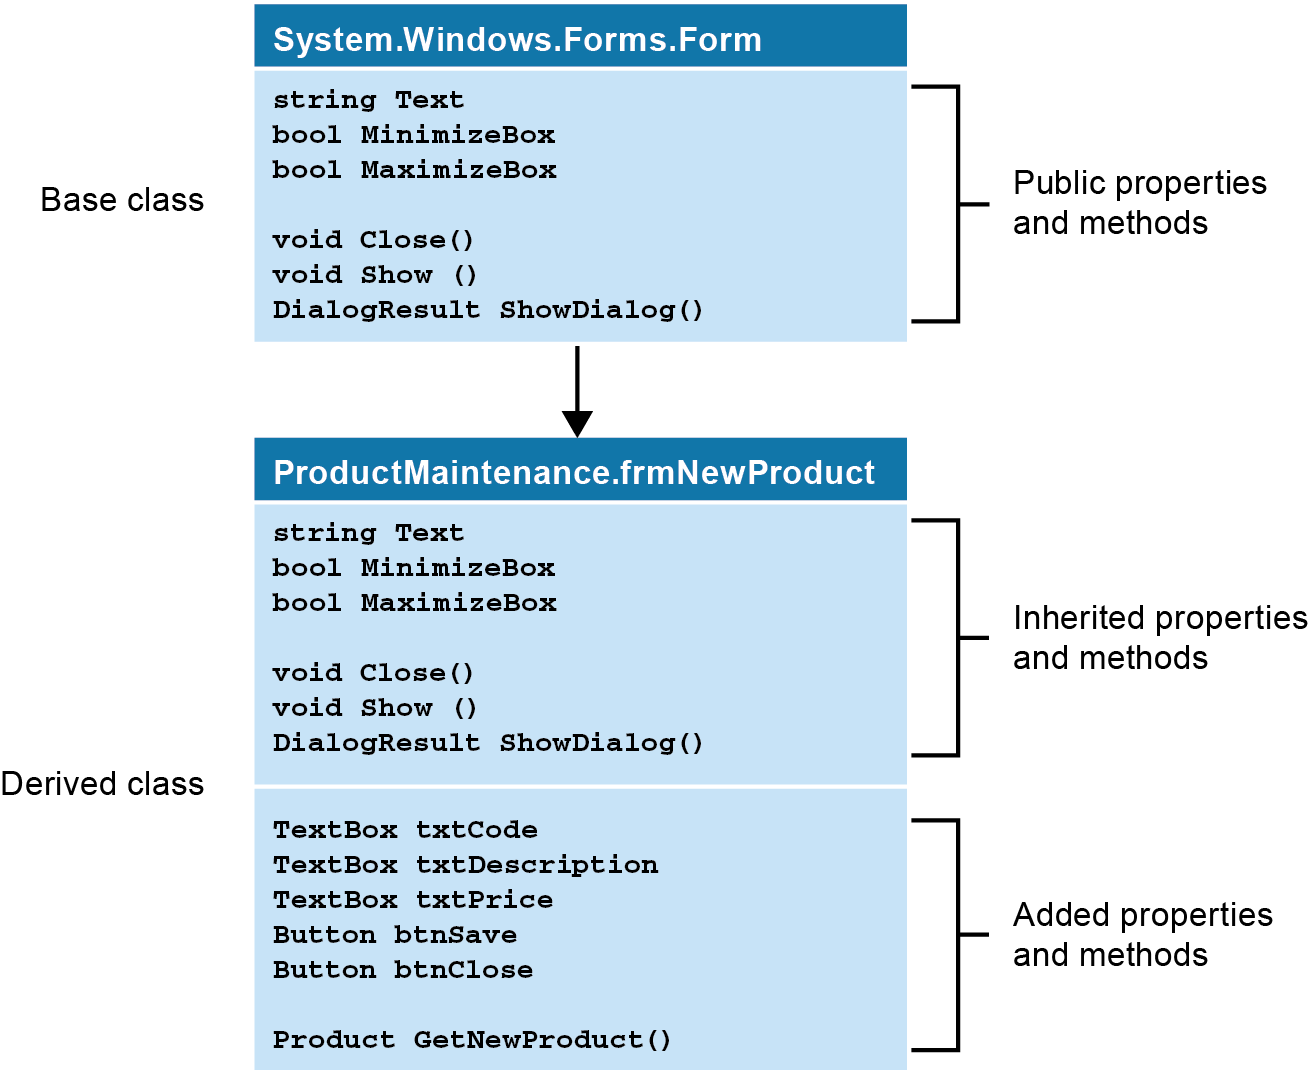 System.Windows.Forms.Form
string Text
bool MinimizeBox
bool MaximizeBox
void Close()
void Show ()
DialogResult ShowDialog()
Base class
Public properties
and methods
ProductMaintenance.frmNewProduct
string Text
bool MinimizeBox
bool MaximizeBox
void Close()
void Show ()
DialogResult ShowDialog()
Inherited properties
and methods
Derived class
TextBox txtCode
TextBox txtDescription
TextBox txtPrice
Button btnSave
Button btnClose
Product GetNewProduct()
Added properties
and methods